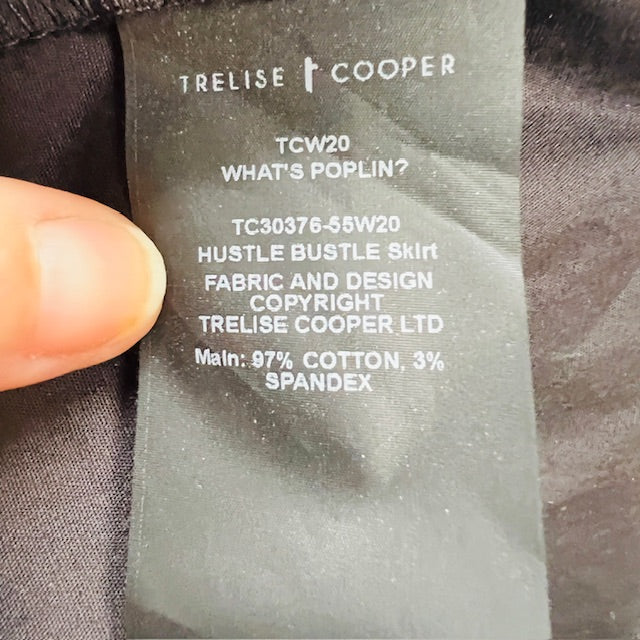 TRELISE COOPER
TCW20
WHAT'S POPLIN?
TC30376-55W20
HUSTLE BUSTLE Skirt
FABRIC AND DESIGN
COPYRIGHT
TRELISE COOPER LTD
Main: 97% COTTON, 3%
SPANDEX